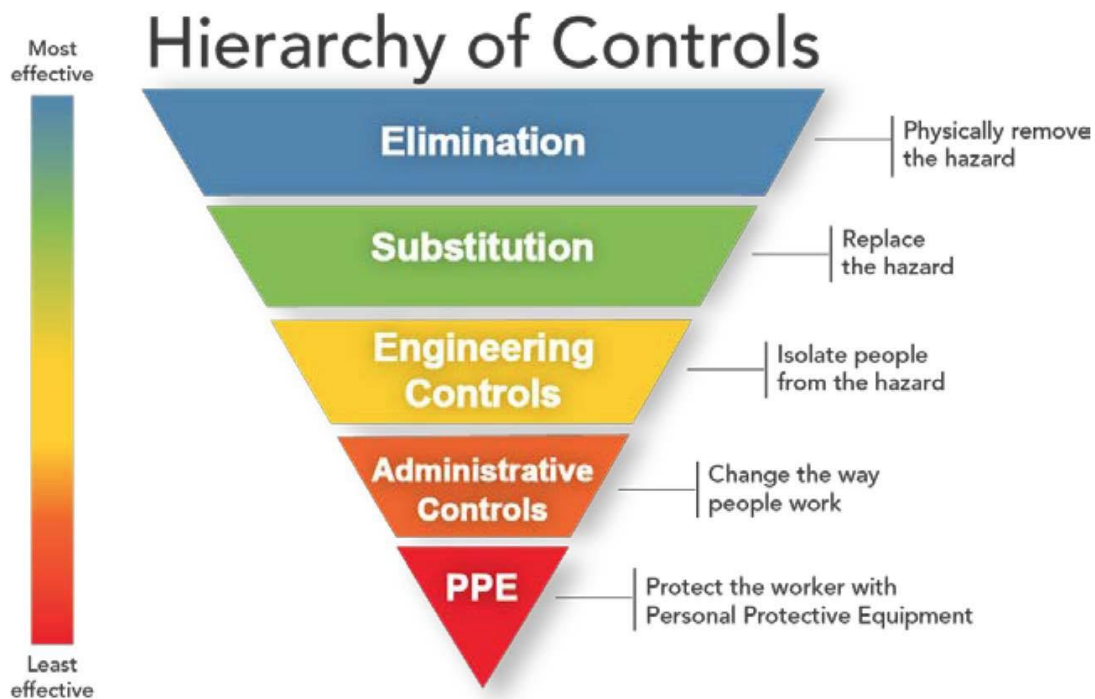 Hierarchy of Controls
Most
effective
Elimination
Physically remove
the hazard
Substitution
Replace
the hazard
Engineering
Controls
Isolate people
from the hazard
Administrative
Controls
Change the way
people work
PPE
Protect the worker with
Personal Protective Equipment
Least
effective